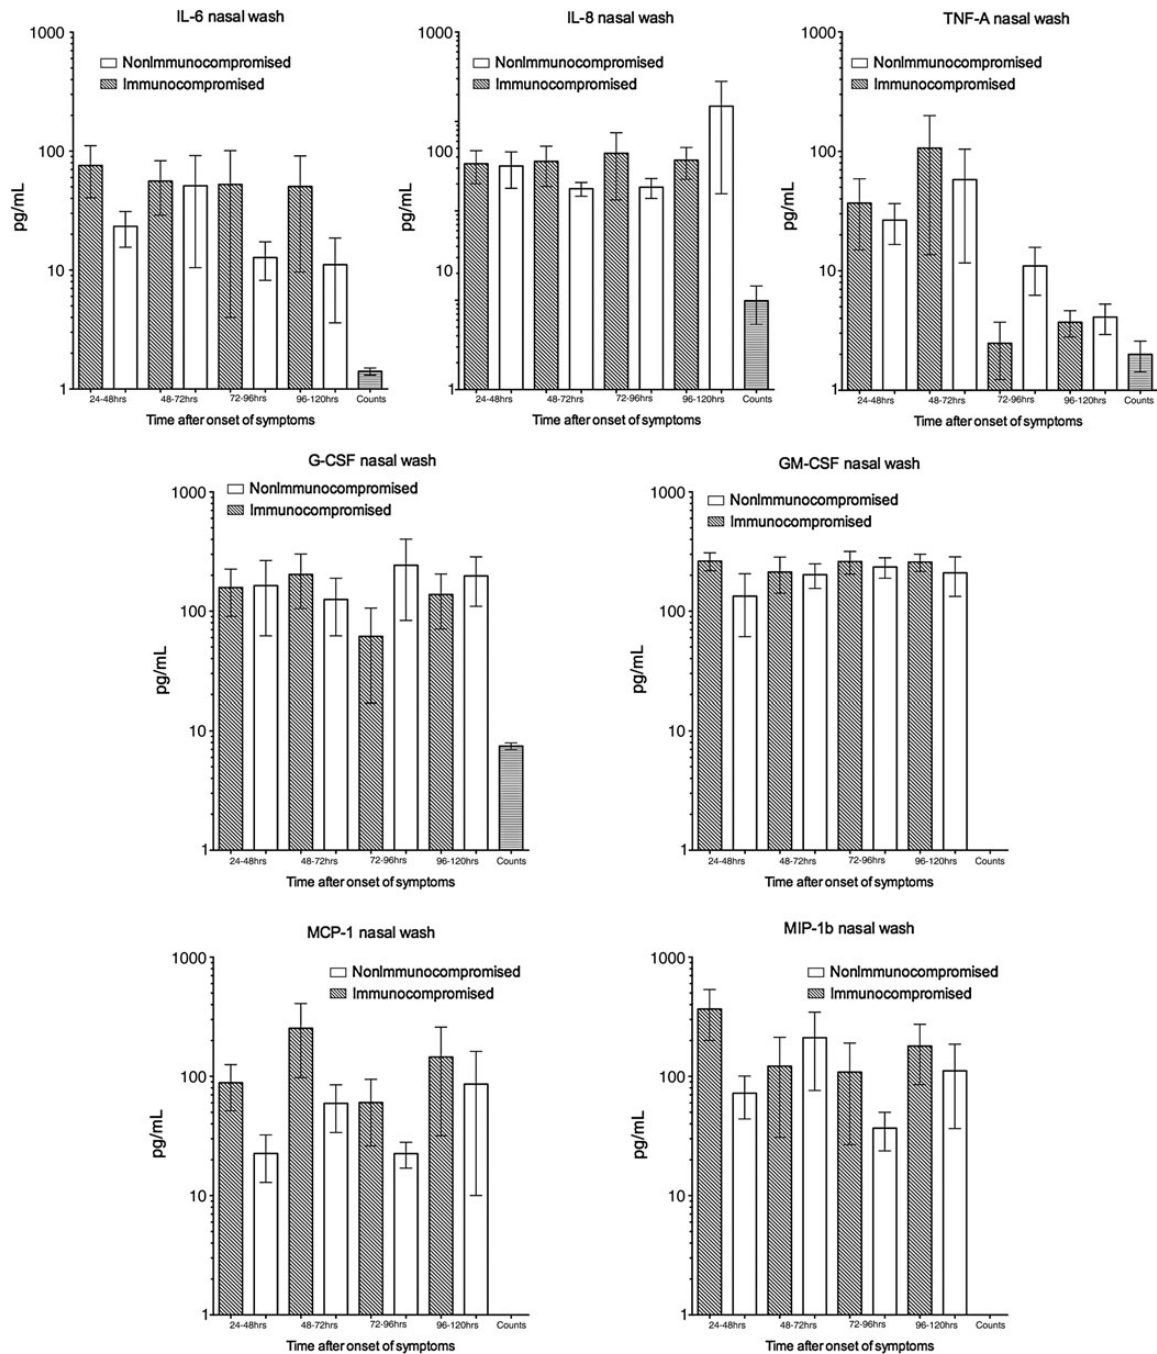 IL-6 nasal wash
1000
100
10
1
pg/mL
NonImmunocompromised
Immunocompromised
24-48hrs
48-72hrs
72-96hrs
96-120hrs
Counts
Time after onset of symptoms
IL-8 nasal wash
1000
100
10
1
pg/mL
NonImmunocompromised
Immunocompromised
24-48hrs
48-72hrs
72-96hrs
96-120hrs
Counts
Time after onset of symptoms
TNF-A nasal wash
1000
100
10
1
pg/mL
NonImmunocompromised
Immunocompromised
24-48hrs
48-72hrs
72-96hrs
96-120hrs
Counts
Time after onset of symptoms
G-CSF nasal wash
1000
100
10
1
pg/mL
NonImmunocompromised
Immunocompromised
24-48hrs
48-72hrs
72-96hrs
96-120hrs
Counts
Time after onset of symptoms
GM-CSF nasal wash
1000
100
10
1
pg/mL
NonImmunocompromised
Immunocompromised
24-48hrs
48-72hrs
72-96hrs
96-120hrs
Counts
Time after onset of symptoms
MCP-1 nasal wash
1000
100
10
1
pg/mL
NonImmunocompromised
Immunocompromised
24-48hrs
48-72hrs
72-96hrs
96-120hrs
Counts
Time after onset of symptoms
MIP-1b nasal wash
1000
100
10
1
pg/mL
NonImmunocompromised
Immunocompromised
24-48hrs
48-72hrs
72-96hrs
96-120hrs
Counts
Time after onset of symptoms